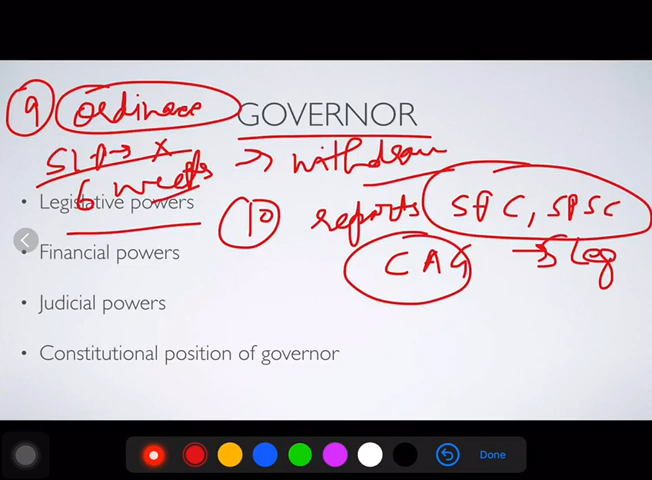 9 ordinace GOVERNOR
SLA → X → withdraw
6 weeks
• Legislative powers
10 reports SFC, SPSC
CAG → SLeg
• Financial powers
• Judicial powers
• Constitutional position of governor
Done